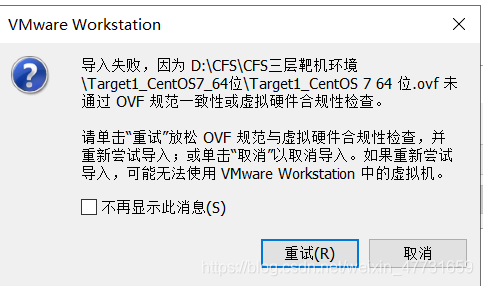 VMware Workstation
导入失败，因为 D:\CFS\CFS三层靶机环境
\Target1_CentOS7_64位\Target1_CentOS 7 64 位.ovf 未
通过 OVF 规范一致性或虚拟硬件合规性检查。
请单击“重试”放松 OVF 规范与虚拟硬件合规性检查，并
重新尝试导入；或单击“取消”以取消导入。如果重新尝试
导入，可能无法使用 VMware Workstation 中的虚拟机。
不再显示此消息(S)
重试(R)
取消
https://blog.csdn.net/weixin_47731659